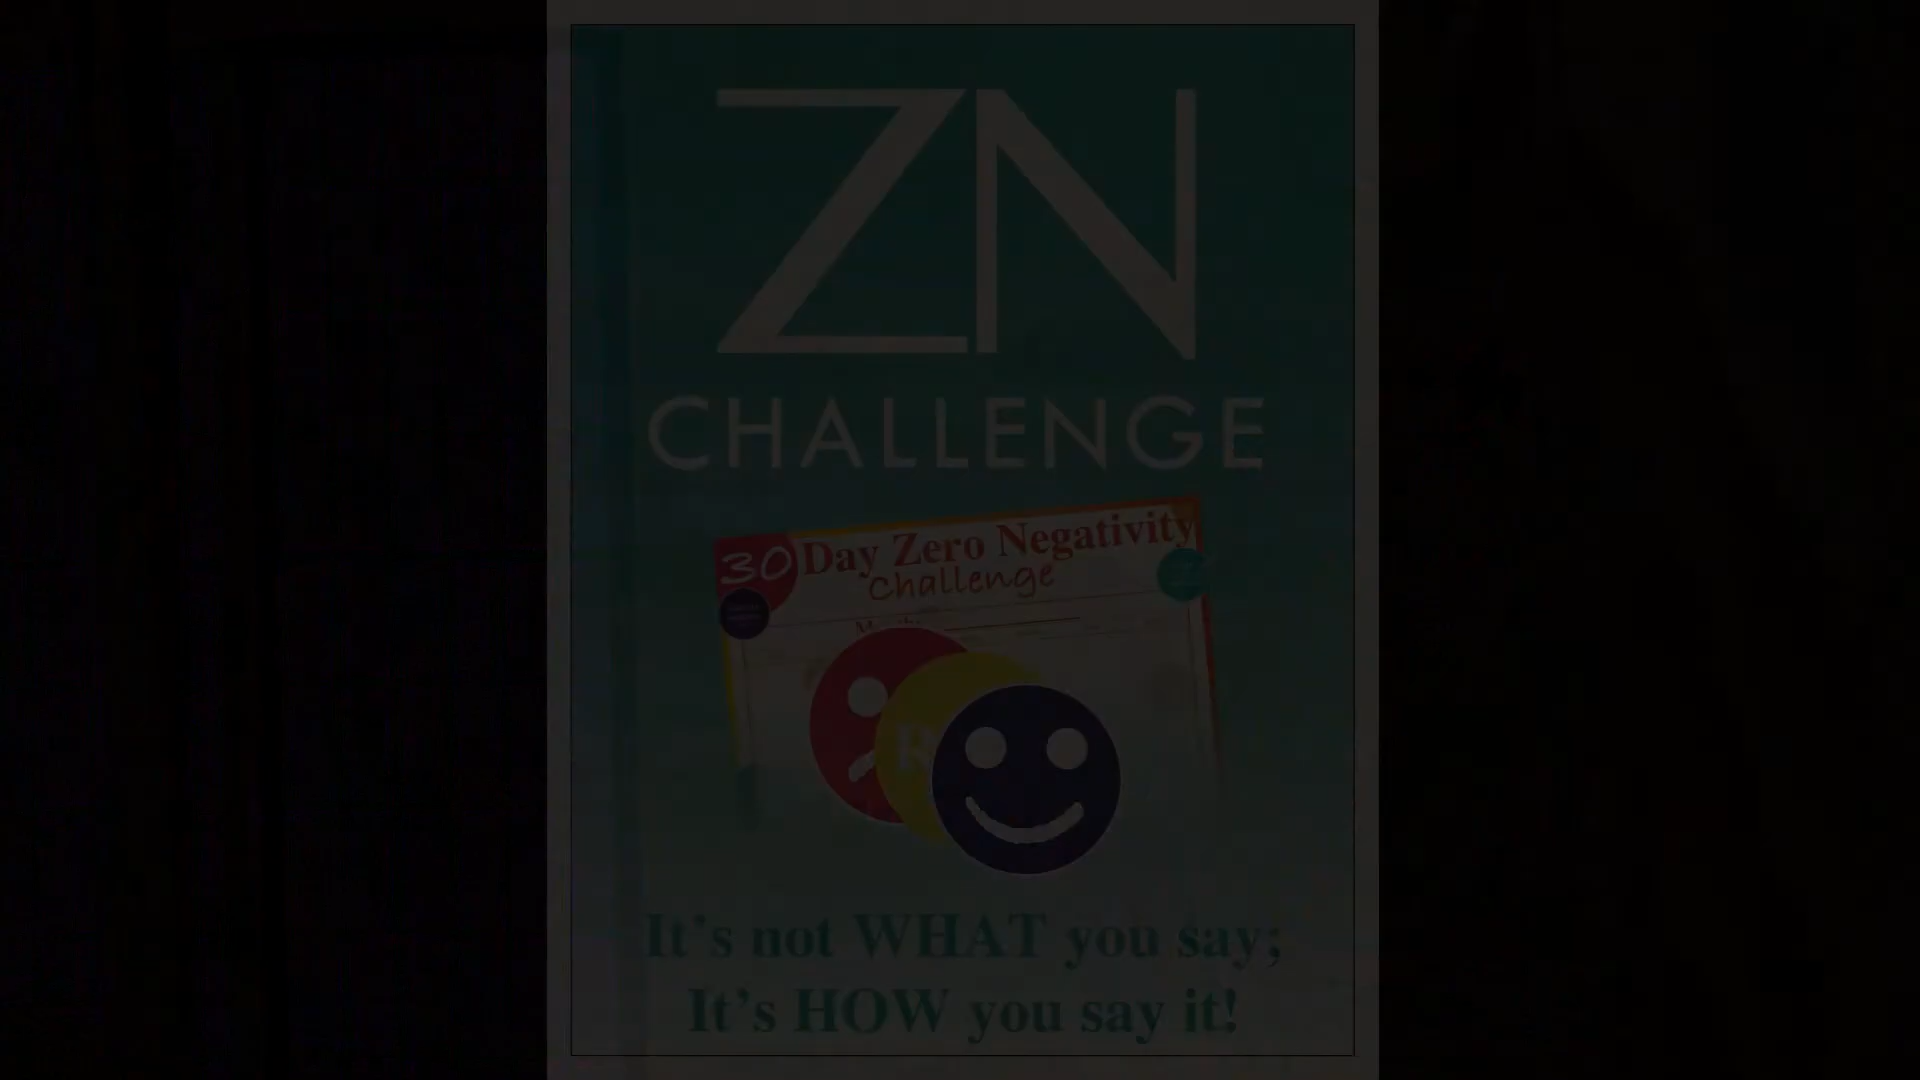 ZN
CHALLENGE
30 Day Zero Negativity
Challenge
It's not WHAT you say;
It's HOW you say it!